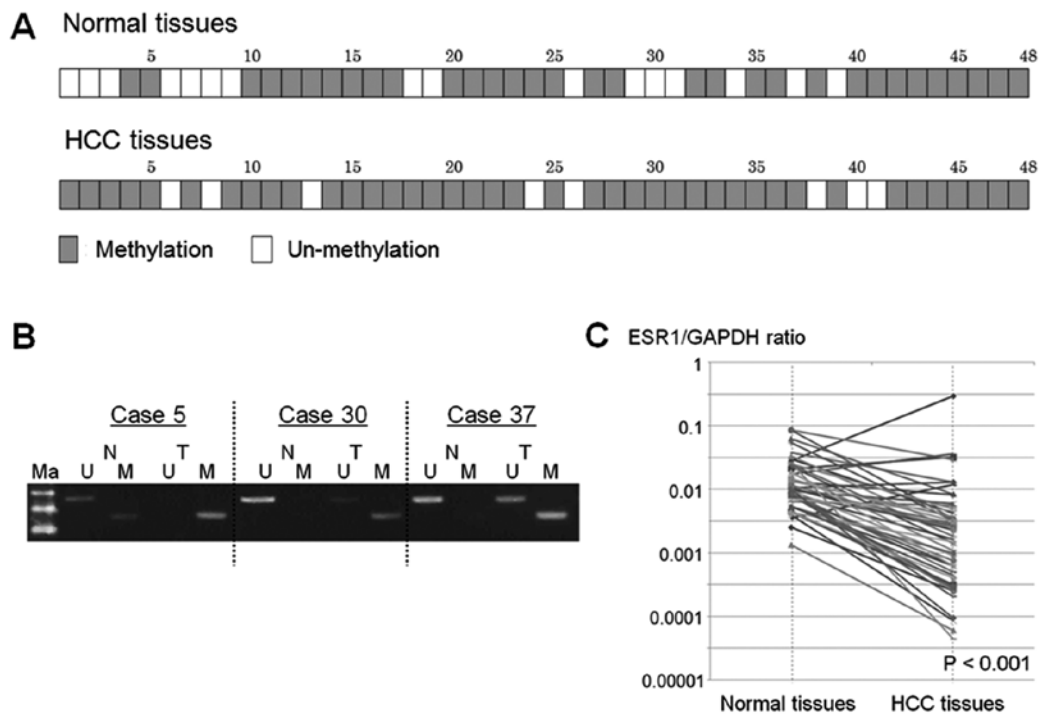 A
Normal tissues
5 10 15 20 25 30 35 40 45 48
HCC tissues
5 10 15 20 25 30 35 40 45 48
Methylation Un-methylation
B
Case 5 Case 30 Case 37
N T N T N T
Ma U M U M U M U M U M U M
C ESR1/GAPDH ratio
1
0.1
0.01
0.001
0.0001
0.00001
P < 0.001
Normal tissues HCC tissues